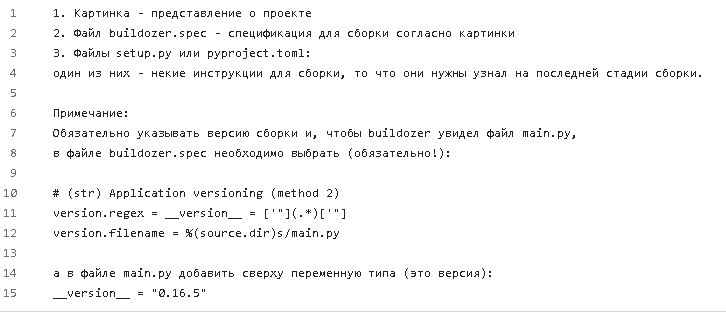 1 1. Картинка - представление о проекте
2 2. Файл buildozer.spec - спецификация для сборки согласно картинки
3 3. Файлы setup.py или pyproject.toml:
4 один из них - некие инструкции для сборки, то что они нужны узнал на последней стадии сборки.
5
6 Примечание:
7 Обязательно указывать версию сборки и, чтобы buildozer увидел файл main.py,
8 в файле buildozer.spec необходимо выбрать (обязательно!):
9
10 # (str) Application versioning (method 2)
11 version.regex = __version__ = ['"](.*)['"]
12 version.filename = %(source.dir)s/main.py
13
14 а в файле main.py добавить сверху переменную типа (это версия):
15 __version__ = "0.16.5"